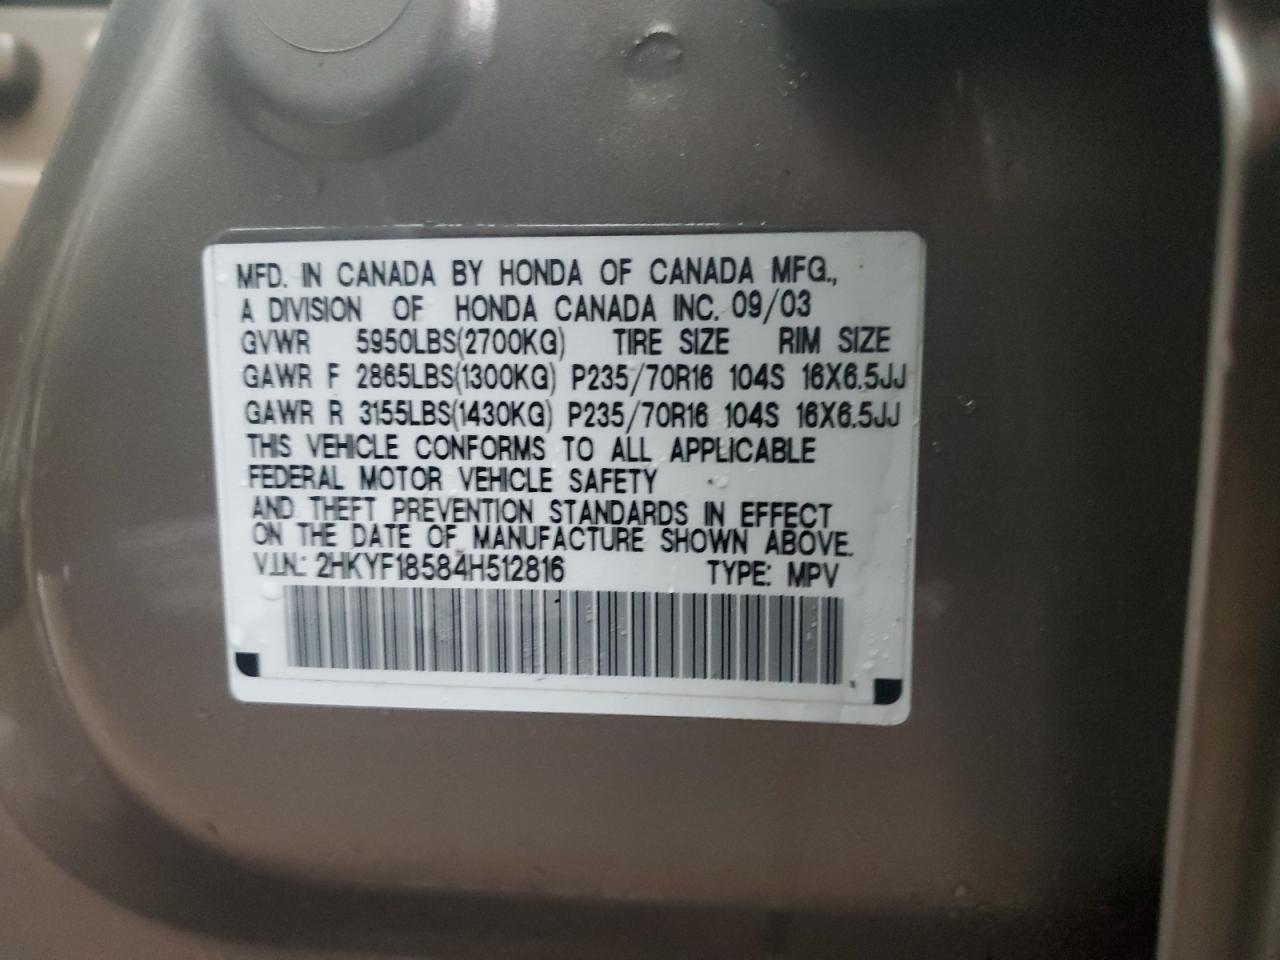 MFD. IN CANADA BY HONDA OF CANADA MFG.,
A DIVISION OF HONDA CANADA INC. 09/03
GVWR 5950LBS(2700KG) TIRE SIZE RIM SIZE
GAWR F 2865LBS(1300KG) P235/70R16 104S 16X6.5JJ
GAWR R 3155LBS(1430KG) P235/70R16 104S 16X6.5JJ
THIS VEHICLE CONFORMS TO ALL APPLICABLE
FEDERAL MOTOR VEHICLE SAFETY
AND THEFT PREVENTION STANDARDS IN EFFECT
ON THE DATE OF MANUFACTURE SHOWN ABOVE.
V.I.N.: 2HKYF18584H512816 TYPE: MPV